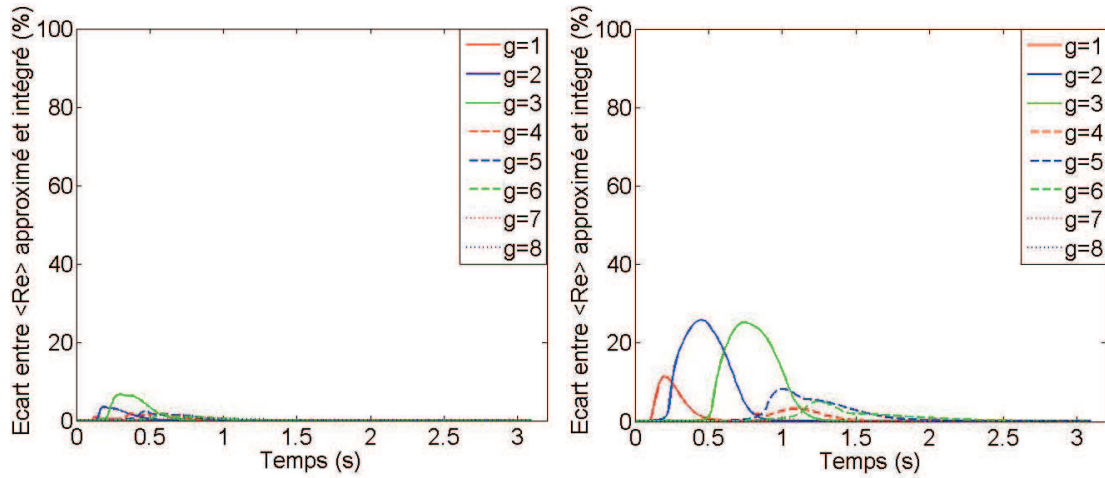 Ecart entre <Re> approximé et intégré (%)
100
80
60
40
20
0
0 0.5 1 1.5 2 2.5 3
Temps (s)
g=1
g=2
g=3
g=4
g=5
g=6
g=7
g=8
Ecart entre <Re> approximé et intégré (%)
100
80
60
40
20
0
0 0.5 1 1.5 2 2.5 3
Temps (s)
g=1
g=2
g=3
g=4
g=5
g=6
g=7
g=8